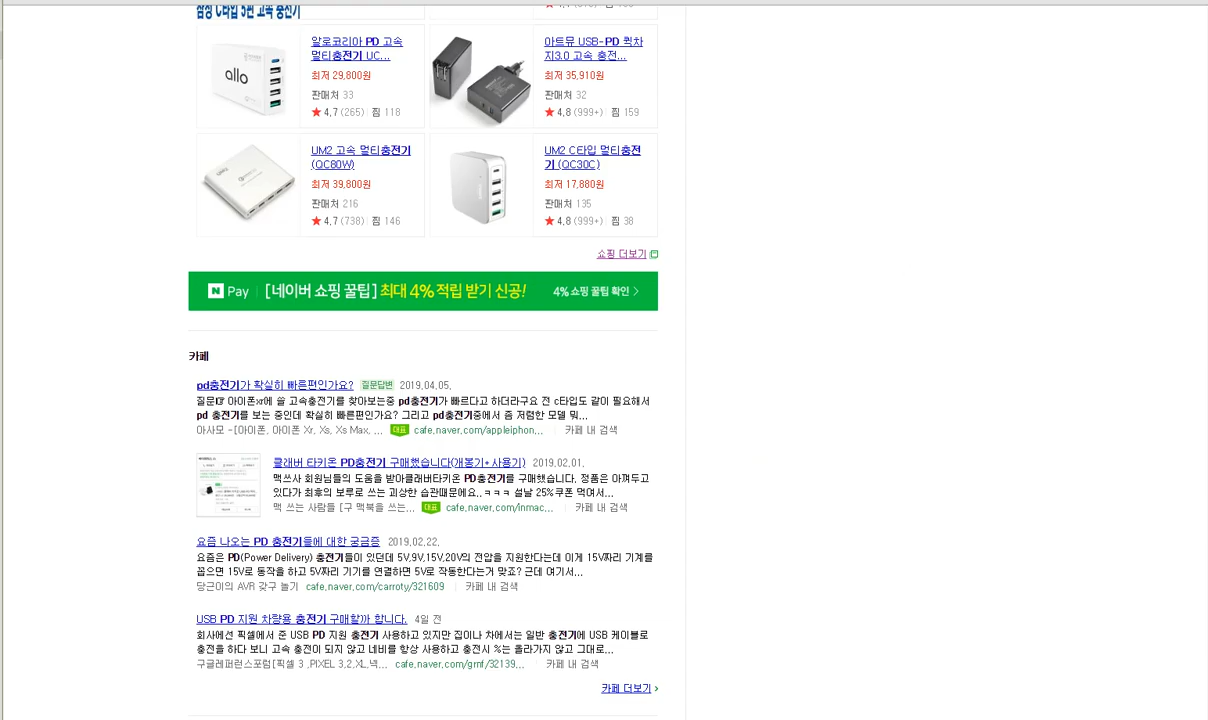 삼성 C타입 5핀 고속 충전기
allo
알로코리아 PD 고속
멀티충전기 UC...
최저 29,800원
판매처 33
★ 4.7 (265) 찜 118
아트뮤 USB-PD 퀵차
지3.0 고속 충전...
최저 35,910원
판매처 32
★ 4.8 (999+) 찜 159
UM2 고속 멀티충전기
(QC80W)
최저 39,800원
판매처 216
★ 4.7 (738) 찜 146
UM2 C타입 멀티충전
기 (QC30C)
최저 17,880원
판매처 135
★ 4.8 (999+) 찜 38
쇼핑 더보기
N Pay [네이버 쇼핑 꿀팁] 최대 4% 적립 받기 신공! 4% 쇼핑 꿀팁 확인 >
카페
pd충전기가 확실히 빠른편인가요? 질문답변 2019.04.05.
질문☞ 아이폰xr에 쓸 고속충전기를 찾아보는중 pd충전기가 빠르다고 하더라구요 전 c타입도 같이 필요해서
pd 충전기를 보는 중인데 확실히 빠른편인가요? 그리고 pd충전기중에서 좀 저렴한 모델 뭐...
아사모 -[아이폰, 아이폰 Xr, Xs, Xs Max, ... 대표 cafe.naver.com/appleiphon... 카페 내 검색
클래버 타키온 PD충전기 구매했습니다(개봉기+사용기) 2019.02.01.
맥쓰사 회원님들의 도움을 받아클래버타키온 PD충전기를 구매했습니다. 정품은 아껴두고
있다가 최후의 보루로 쓰는 괴상한 습관때문에요..ㅋㅋㅋ 설날 25%쿠폰 먹여서...
맥 쓰는 사람들 [구 맥북을 쓰는... 대표 cafe.naver.com/inmac... 카페 내 검색
요즘 나오는 PD 충전기들에 대한 궁금증 2019.02.22.
요즘은 PD(Power Delivery) 충전기들이 있던데 5V,9V,15V,20V의 전압을 지원한다는데 이게 15V짜리 기계를
꼽으면 15V로 동작을 하고 5V짜리 기기를 연결하면 5V로 작동한다는거 맞죠? 근데 여기서...
당근이의 AVR 갖구 놀기 cafe.naver.com/carroty/321609 카페 내 검색
USB PD 지원 차량용 충전기 구매할까 합니다. 4일 전
회사에선 픽셀에서 준 USB PD 지원 충전기 사용하고 있지만 집이나 차에서는 일반 충전기에 USB 케이블로
충전을 하다 보니 고속 충전이 되지 않고 네비를 항상 사용하고 충전시 %는 올라가지 않고 그대로...
구글레퍼런스포럼[픽셀 3 ,PIXEL 3,2,XL,넥... cafe.naver.com/grnf/32139... 카페 내 검색
카페 더보기 >